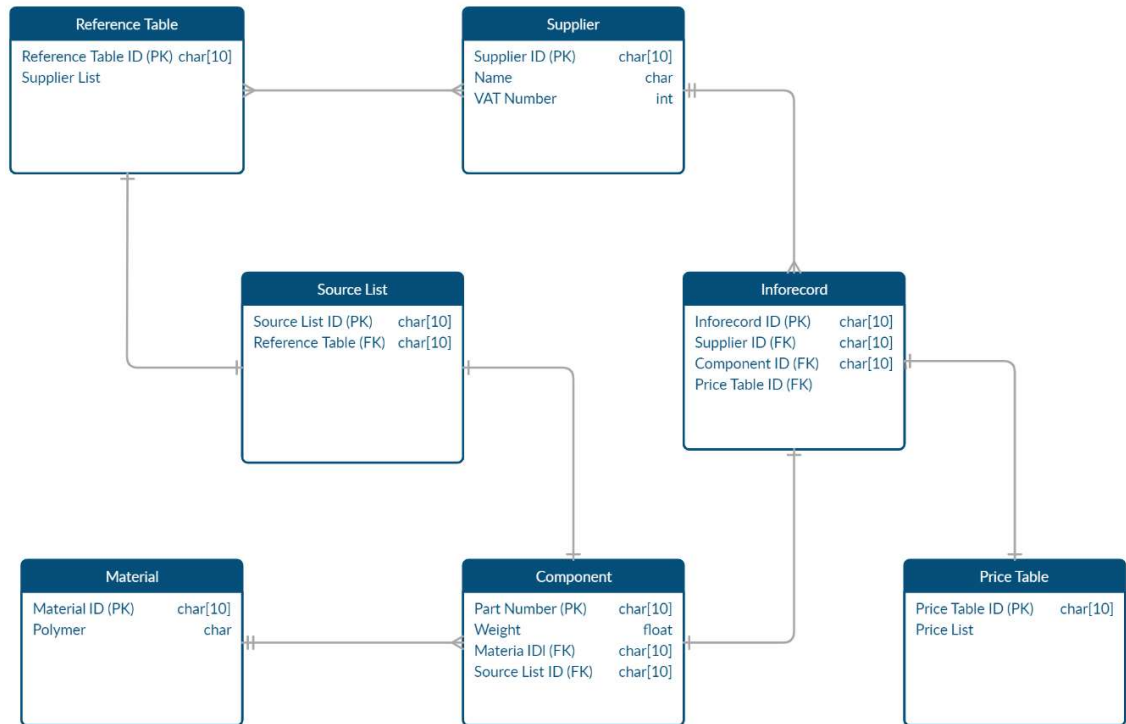 Reference Table
Reference Table ID (PK) char[10]
Supplier List
Supplier
Supplier ID (PK) char[10]
Name char
VAT Number int
Source List
Source List ID (PK) char[10]
Reference Table (FK) char[10]
Inforecord
Inforecord ID (PK) char[10]
Supplier ID (FK) char[10]
Component ID (FK) char[10]
Price Table ID (FK)
Material
Material ID (PK) char[10]
Polymer char
Component
Part Number (PK) char[10]
Weight float
Materia IDl (FK) char[10]
Source List ID (FK) char[10]
Price Table
Price Table ID (PK) char[10]
Price List